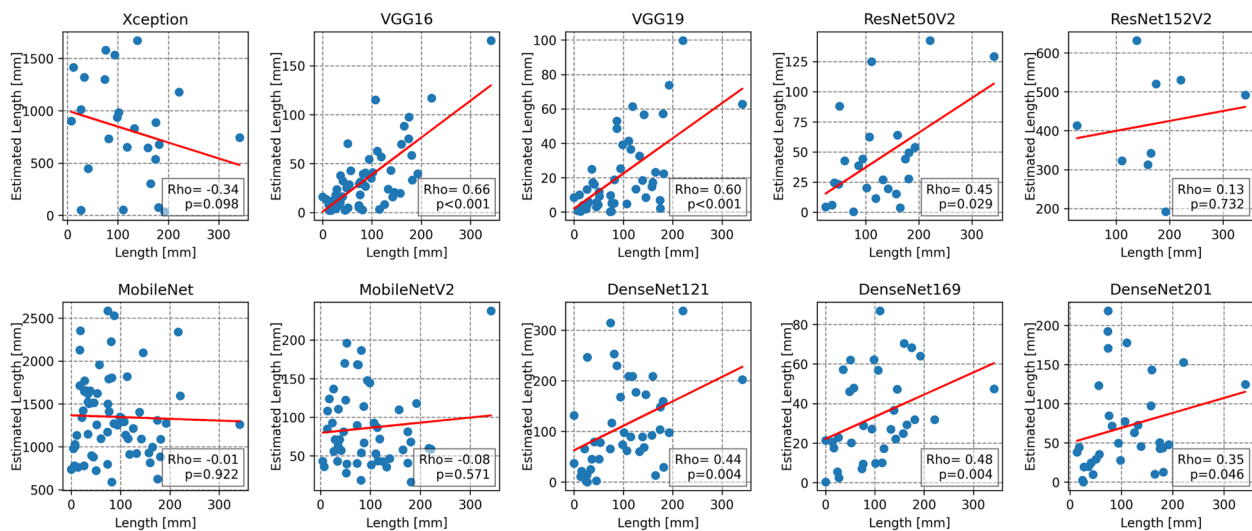 Xception
Estimated Length [mm]
1500
1000
500
0
Rho= -0.34
p=0.098
0 100 200 300
Length [mm]
VGG16
Estimated Length [mm]
150
100
50
0
Rho= 0.66
p<0.001
0 100 200 300
Length [mm]
VGG19
Estimated Length [mm]
100
80
60
40
20
0
Rho= 0.60
p<0.001
0 100 200 300
Length [mm]
ResNet50V2
Estimated Length [mm]
125
100
75
50
25
0
Rho= 0.45
p=0.029
100 200 300
Length [mm]
ResNet152V2
Estimated Length [mm]
600
500
400
300
200
Rho= 0.13
p=0.732
100 200 300
Length [mm]
MobileNet
Estimated Length [mm]
2500
2000
1500
1000
500
Rho= -0.01
p=0.922
0 100 200 300
Length [mm]
MobileNetV2
Estimated Length [mm]
200
150
100
50
Rho= -0.08
p=0.571
0 100 200 300
Length [mm]
DenseNet121
Estimated Length [mm]
300
200
100
0
Rho= 0.44
p=0.004
0 100 200 300
Length [mm]
DenseNet169
Estimated Length [mm]
80
60
40
20
0
Rho= 0.48
p=0.004
0 100 200 300
Length [mm]
DenseNet201
Estimated Length [mm]
200
150
100
50
0
Rho= 0.35
p=0.046
0 100 200 300
Length [mm]